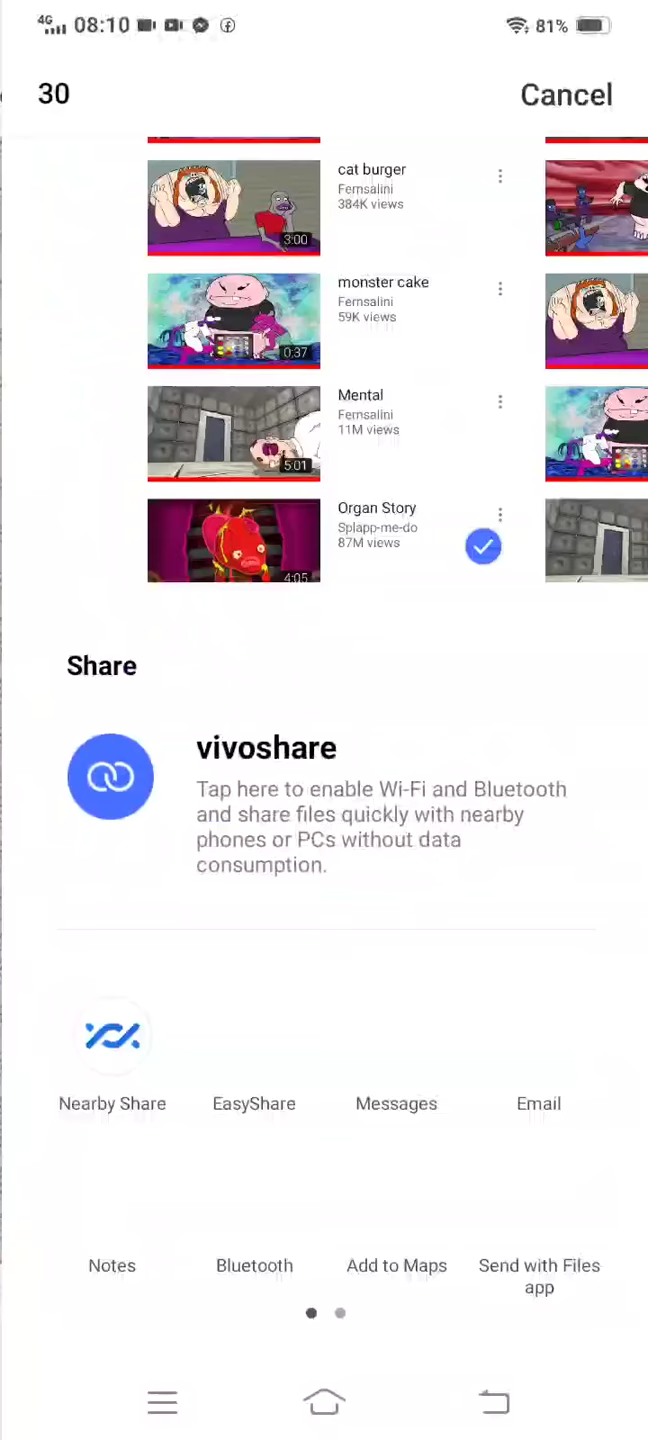 4G 08:10 81%
30 Cancel
cat burger
Fernsalini
384K views
3:00
monster cake
Fernsalini
59K views
0:37
Mental
Fernsalini
11M views
5:01
Organ Story
Splapp-me-do
87M views
4:05
Share
vivoshare
Tap here to enable Wi-Fi and Bluetooth
and share files quickly with nearby
phones or PCs without data
consumption.
Nearby Share EasyShare Messages Email
Notes Bluetooth Add to Maps Send with Files
app